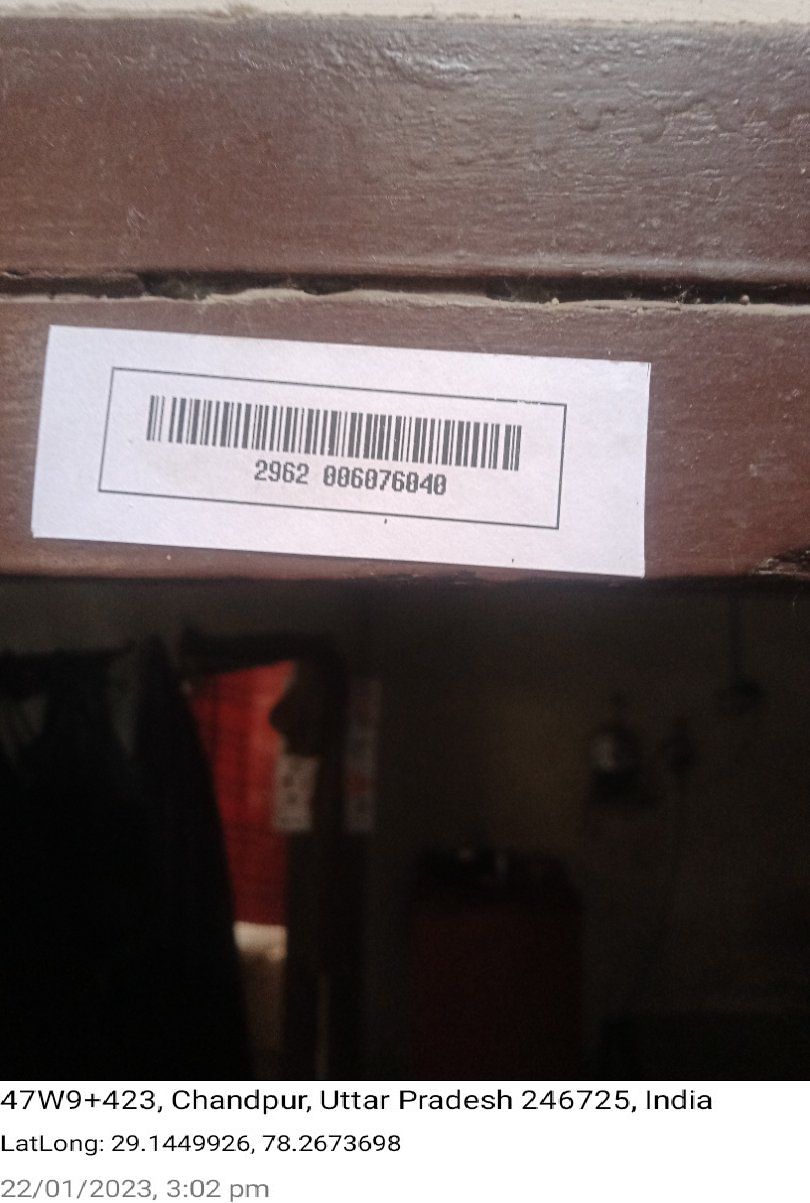 2962 006076040
47W9+423, Chandpur, Uttar Pradesh 246725, India
LatLong: 29.1449926, 78.2673698
22/01/2023, 3:02 pm